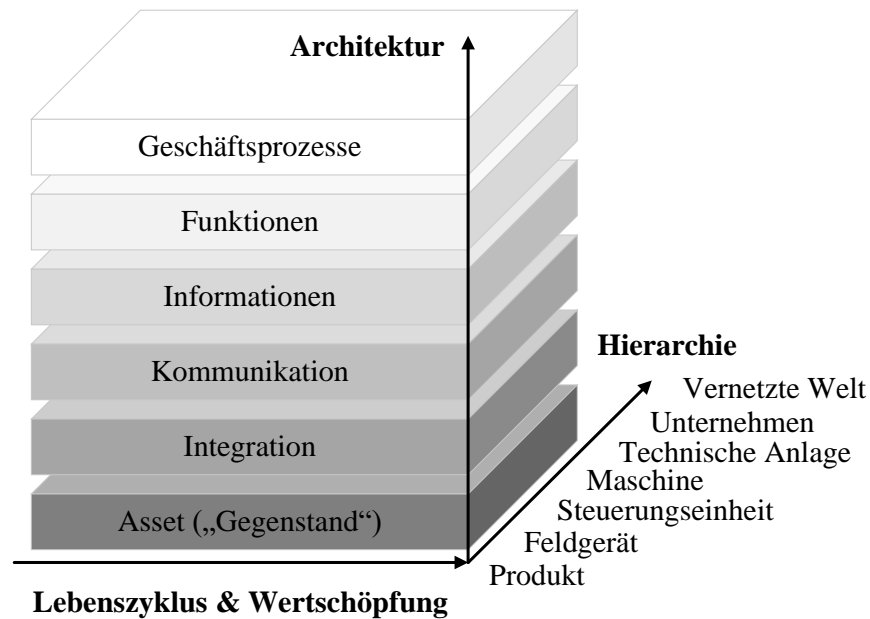 Architektur
Geschäftsprozesse
Funktionen
Informationen
Kommunikation
Integration
Asset („Gegenstand“)
Hierarchie
Vernetzte Welt
Unternehmen
Technische Anlage
Maschine
Steuerungseinheit
Feldgerät
Produkt
Lebenszyklus & Wertschöpfung